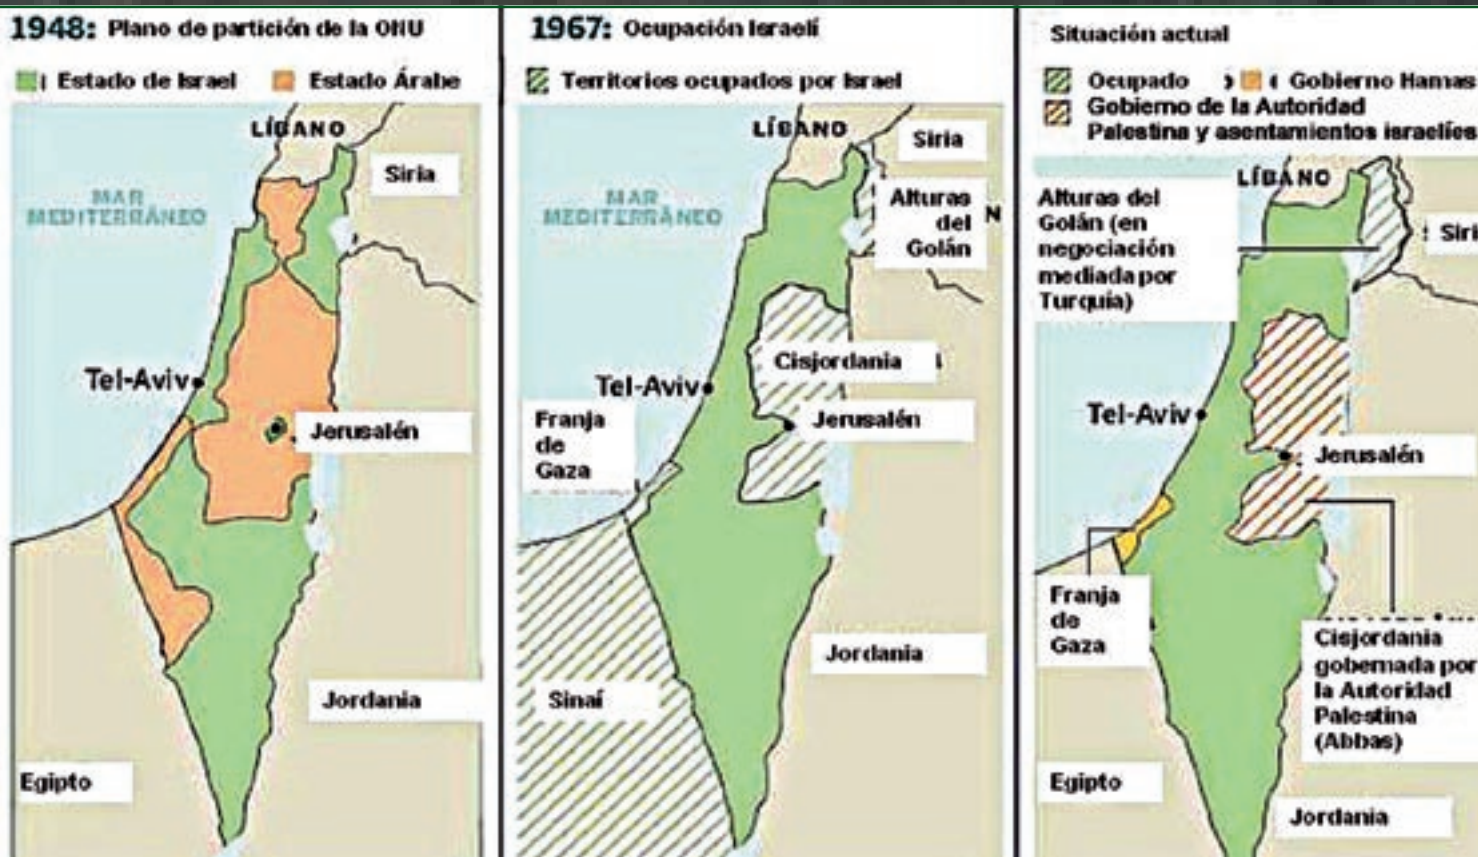 1948: Plano de partición de la ONU
Estado de Israel
Estado Árabe
LÍBANO
Siria
MAR
MEDITERRÁNEO
Tel-Aviv
Jerusalén
Jordania
Egipto
1967: Ocupación Israelí
Territorios ocupados por Israel
LÍBANO
Siria
MAR
MEDITERRÁNEO
Alturas
del
Golán
N
Cisjordania
Tel-Aviv
Franja
de
Gaza
Jerusalén
Jordania
Sinaí
Situación actual
Ocupado
Gobierno Hamas
Gobierno de la Autoridad
Palestina y asentamientos israelíes
LÍBANO
Alturas del
Golán (en
negociación
mediada por
Turquía)
Siri
Tel-Aviv
Jerusalén
Franja
de
Gaza
Cisjordania
gobernada por
la Autoridad
Palestina
(Abbas)
Egipto
Jordania